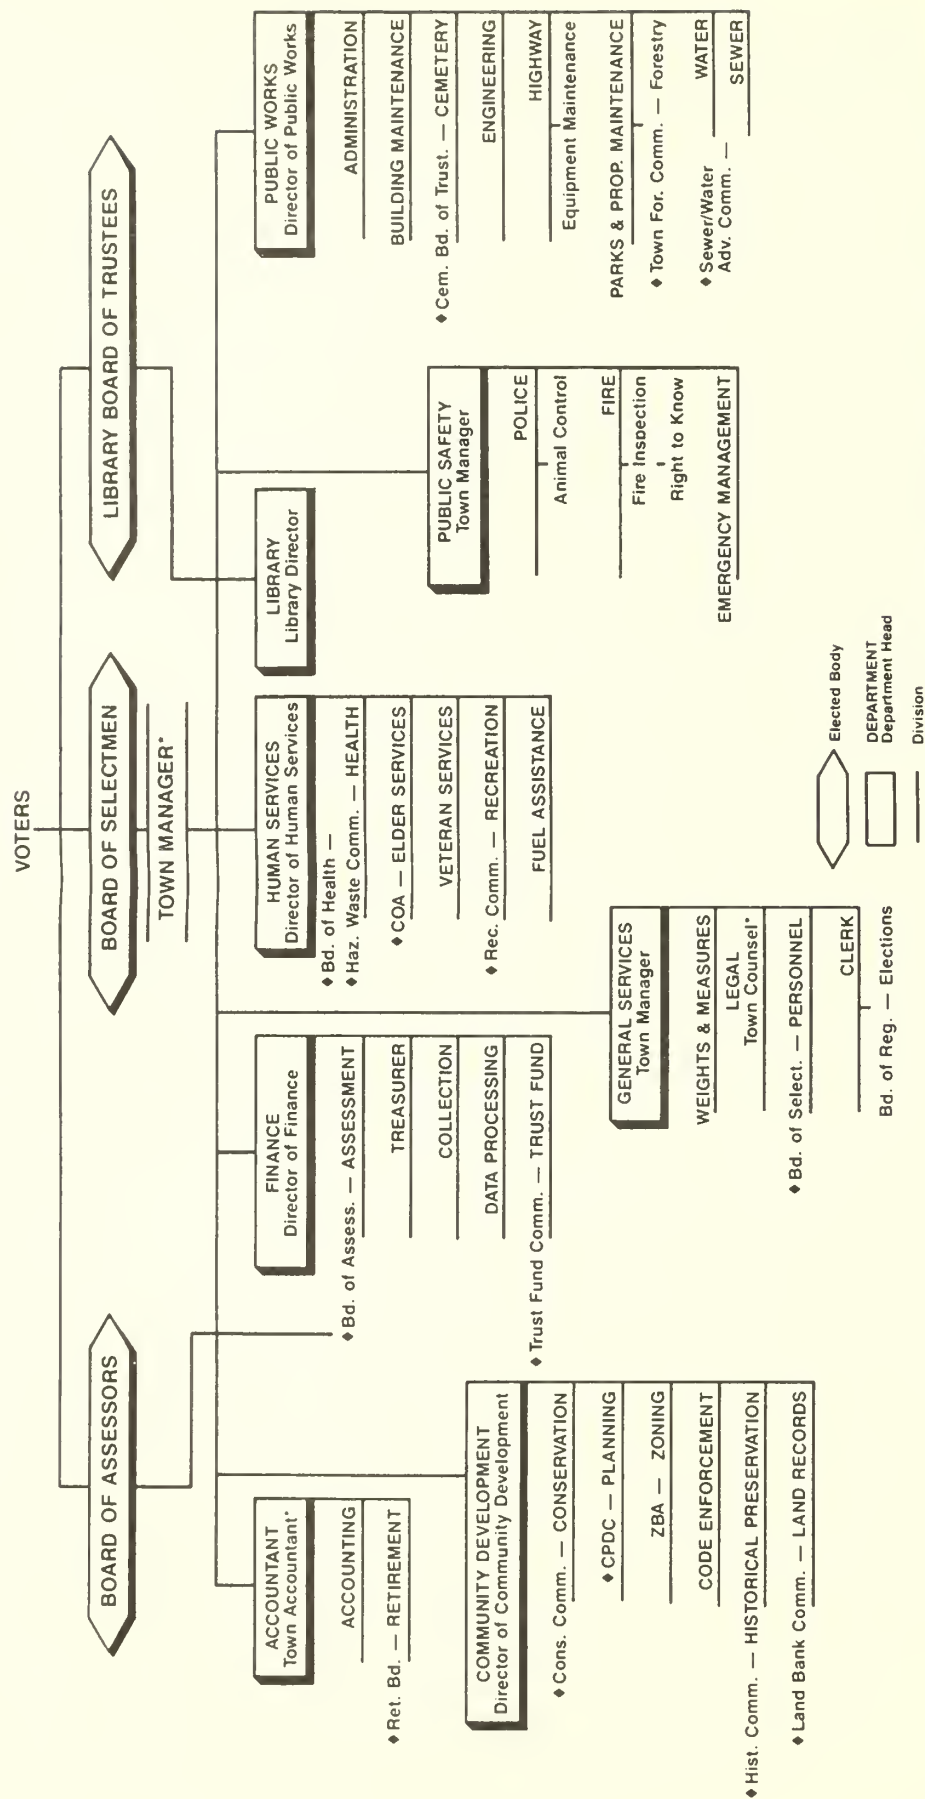 VOTERS
BOARD OF ASSESSORS
BOARD OF SELECTMEN
LIBRARY BOARD OF TRUSTEES
TOWN MANAGER*
ACCOUNTANT
Town Accountant*
ACCOUNTING
♦ Ret. Bd. — RETIREMENT
COMMUNITY DEVELOPMENT
Director of Community Development
♦ Cons. Comm. — CONSERVATION
♦ CPDC — PLANNING
ZBA — ZONING
CODE ENFORCEMENT
♦ Hist. Comm. — HISTORICAL PRESERVATION
♦ Land Bank Comm. — LAND RECORDS
FINANCE
Director of Finance
♦ Bd. of Assess. — ASSESSMENT
TREASURER
COLLECTION
DATA PROCESSING
♦ Trust Fund Comm. — TRUST FUND
GENERAL SERVICES
Town Manager
WEIGHTS & MEASURES
LEGAL
Town Counsel*
♦ Bd. of Select. — PERSONNEL
CLERK
Bd. of Reg. — Elections
HUMAN SERVICES
Director of Human Services
♦ Bd. of Health —
♦ Haz. Waste Comm. — HEALTH
♦ COA — ELDER SERVICES
VETERAN SERVICES
♦ Rec. Comm. — RECREATION
FUEL ASSISTANCE
LIBRARY
Library Director
PUBLIC SAFETY
Town Manager
POLICE
Animal Control
FIRE
Fire Inspection
Right to Know
EMERGENCY MANAGEMENT
PUBLIC WORKS
Director of Public Works
ADMINISTRATION
BUILDING MAINTENANCE
♦ Cem. Bd. of Trust. — CEMETERY
ENGINEERING
HIGHWAY
Equipment Maintenance
PARKS & PROP. MAINTENANCE
♦ Town For. Comm. — Forestry
WATER
♦ Sewer/Water
Adv. Comm. —
SEWER
Elected Body
DEPARTMENT
Department Head
Division